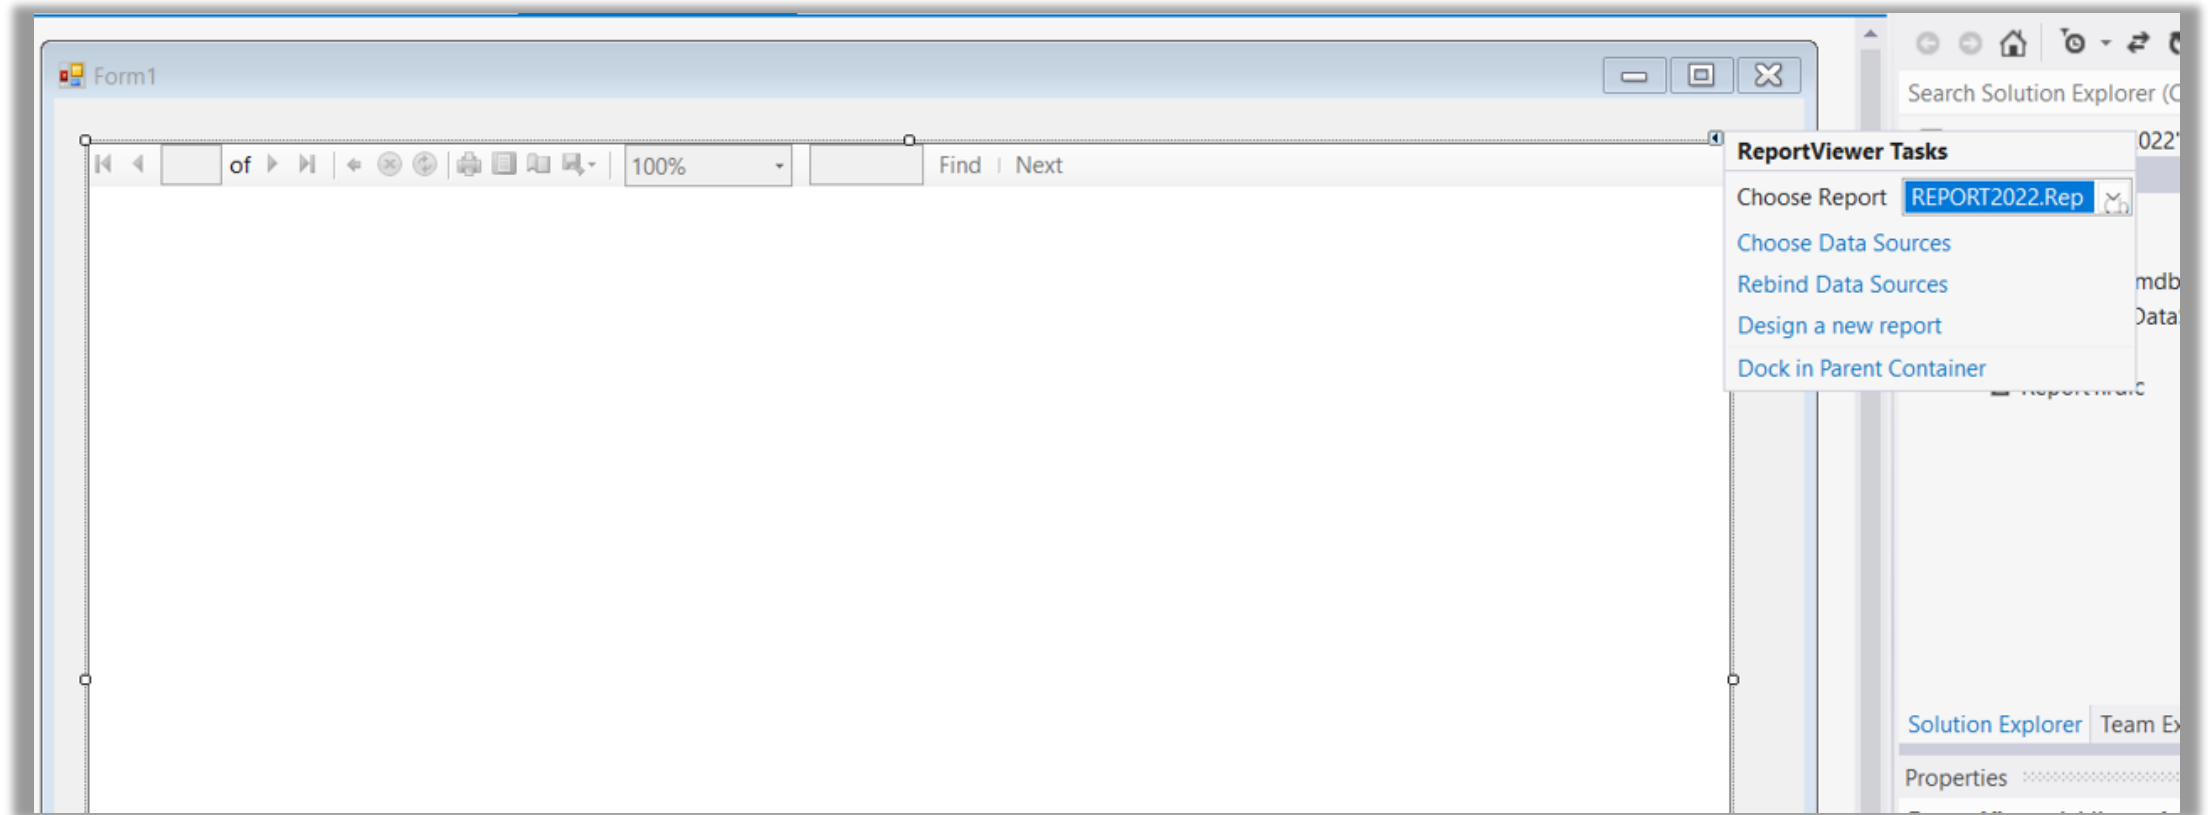 Form1
of
100%
Find
Next
Search Solution Explorer (C
022'
ReportViewer Tasks
Choose Report
REPORT2022.Rep
Choose Data Sources
Rebind Data Sources
Design a new report
Dock in Parent Container
mdb
Data
Solution Explorer
Team Ex
Properties